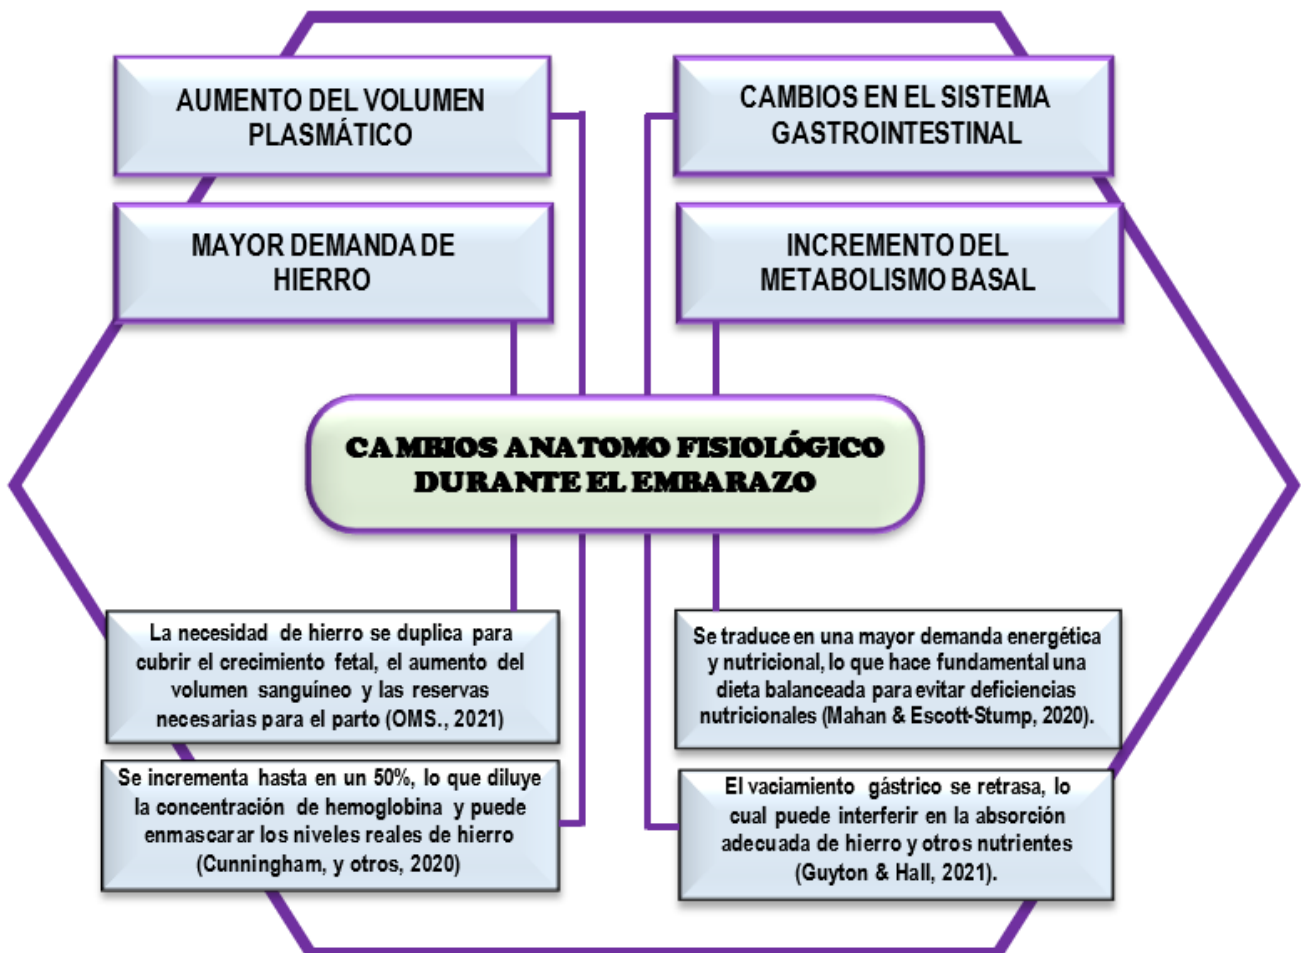 AUMENTO DEL VOLUMEN
PLASMÁTICO
CAMBIOS EN EL SISTEMA
GASTROINTESTINAL
MAYOR DEMANDA DE
HIERRO
INCREMENTO DEL
METABOLISMO BASAL
CAMBIOS ANATOMO FISIOLÓGICO
DURANTE EL EMBARAZO
La necesidad de hierro se duplica para
cubrir el crecimiento fetal, el aumento del
volumen sanguíneo y las reservas
necesarias para el parto (OMS., 2021)
Se traduce en una mayor demanda energética
y nutricional, lo que hace fundamental una
dieta balanceada para evitar deficiencias
nutricionales (Mahan & Escott-Stump, 2020).
Se incrementa hasta en un 50%, lo que diluye
la concentración de hemoglobina y puede
enmascarar los niveles reales de hierro
(Cunningham, y otros, 2020)
El vaciamiento gástrico se retrasa, lo
cual puede interferir en la absorción
adecuada de hierro y otros nutrientes
(Guyton & Hall, 2021).